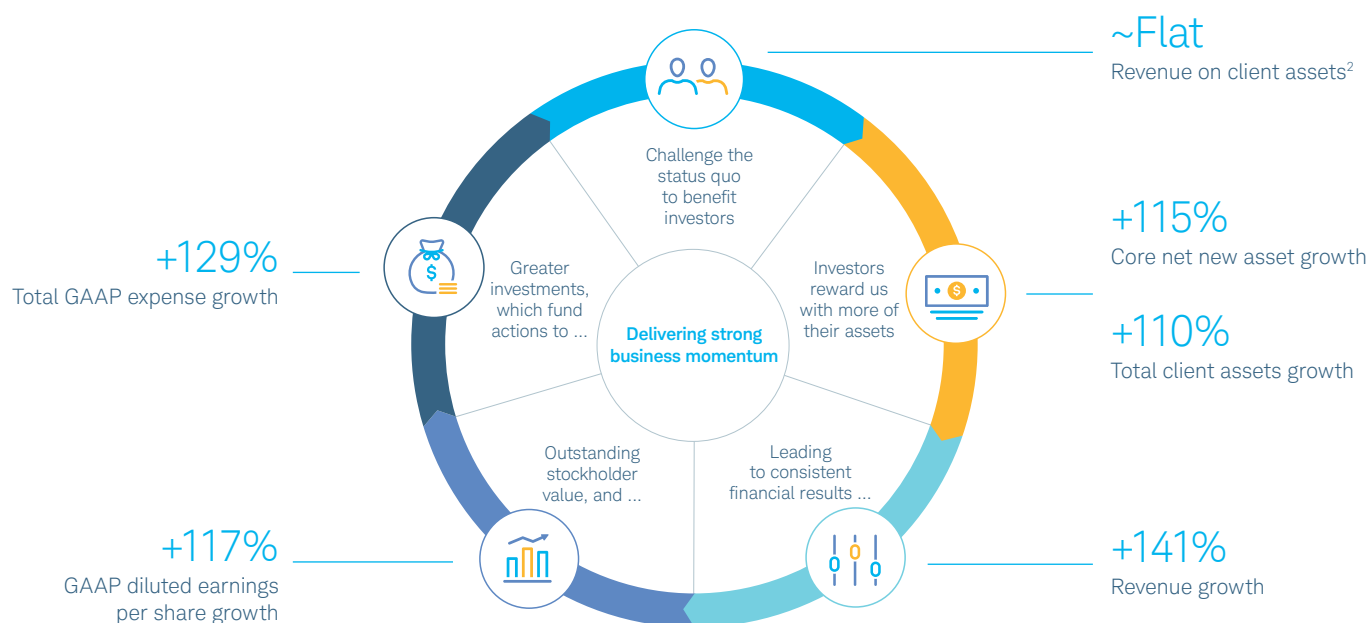 ~Flat
Revenue on client assets²
Challenge the
status quo
to benefit
investors
+115%
Core net new asset growth
+110%
Total client assets growth
Investors
reward us
with more of
their assets
$
+141%
Revenue growth
Leading
to consistent
financial results ...
+117%
GAAP diluted earnings
per share growth
Outstanding
stockholder
value, and ...
+129%
Total GAAP expense growth
$
Greater
investments,
which fund
actions to ...
Delivering strong
business momentum